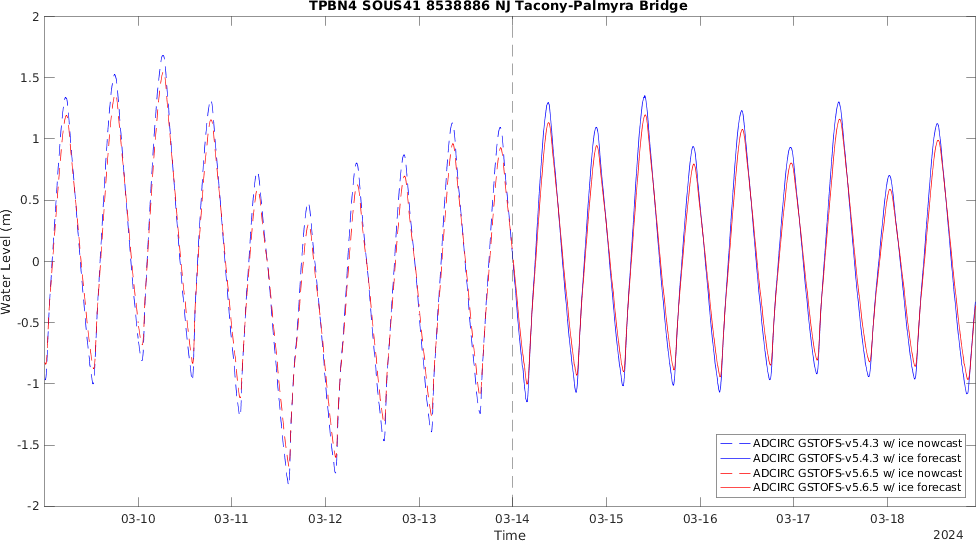 TPBN4 SOUS41 8538886 NJ Tacony-Palmyra Bridge
2
1.5
1
0.5
0
-0.5
-1
-1.5
-2
Water Level (m)
ADCIRC GSTOFS-v5.4.3 w/ ice nowcast
ADCIRC GSTOFS-v5.4.3 w/ ice forecast
ADCIRC GSTOFS-v5.6.5 w/ ice nowcast
ADCIRC GSTOFS-v5.6.5 w/ ice forecast
03-10 03-11 03-12 03-13 03-14 03-15 03-16 03-17 03-18
Time
2024